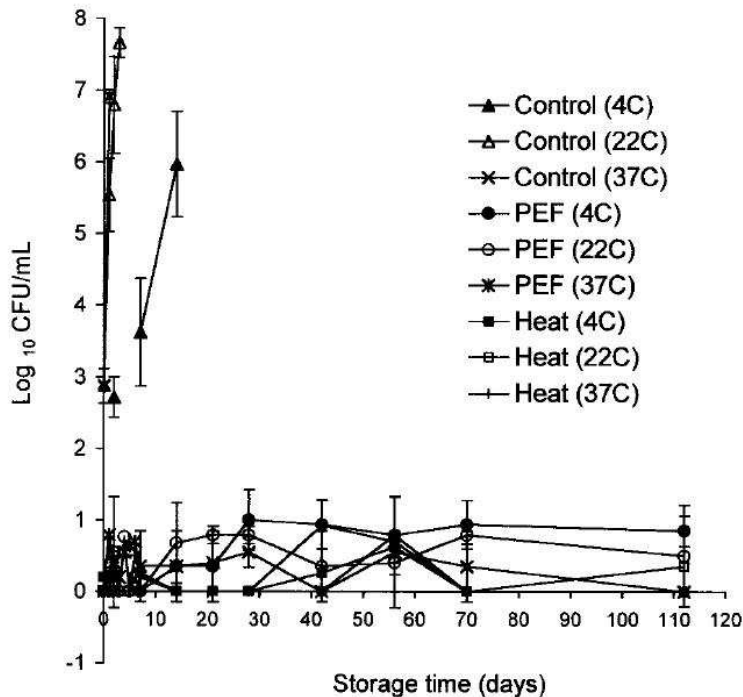 8
7
6
5
4
3
2
1
0
-1
Log 10 CFU/mL
0 10 20 30 40 50 60 70 80 90 100 110 120
Storage time (days)
Control (4C)
Control (22C)
Control (37C)
PEF (4C)
PEF (22C)
PEF (37C)
Heat (4C)
Heat (22C)
Heat (37C)